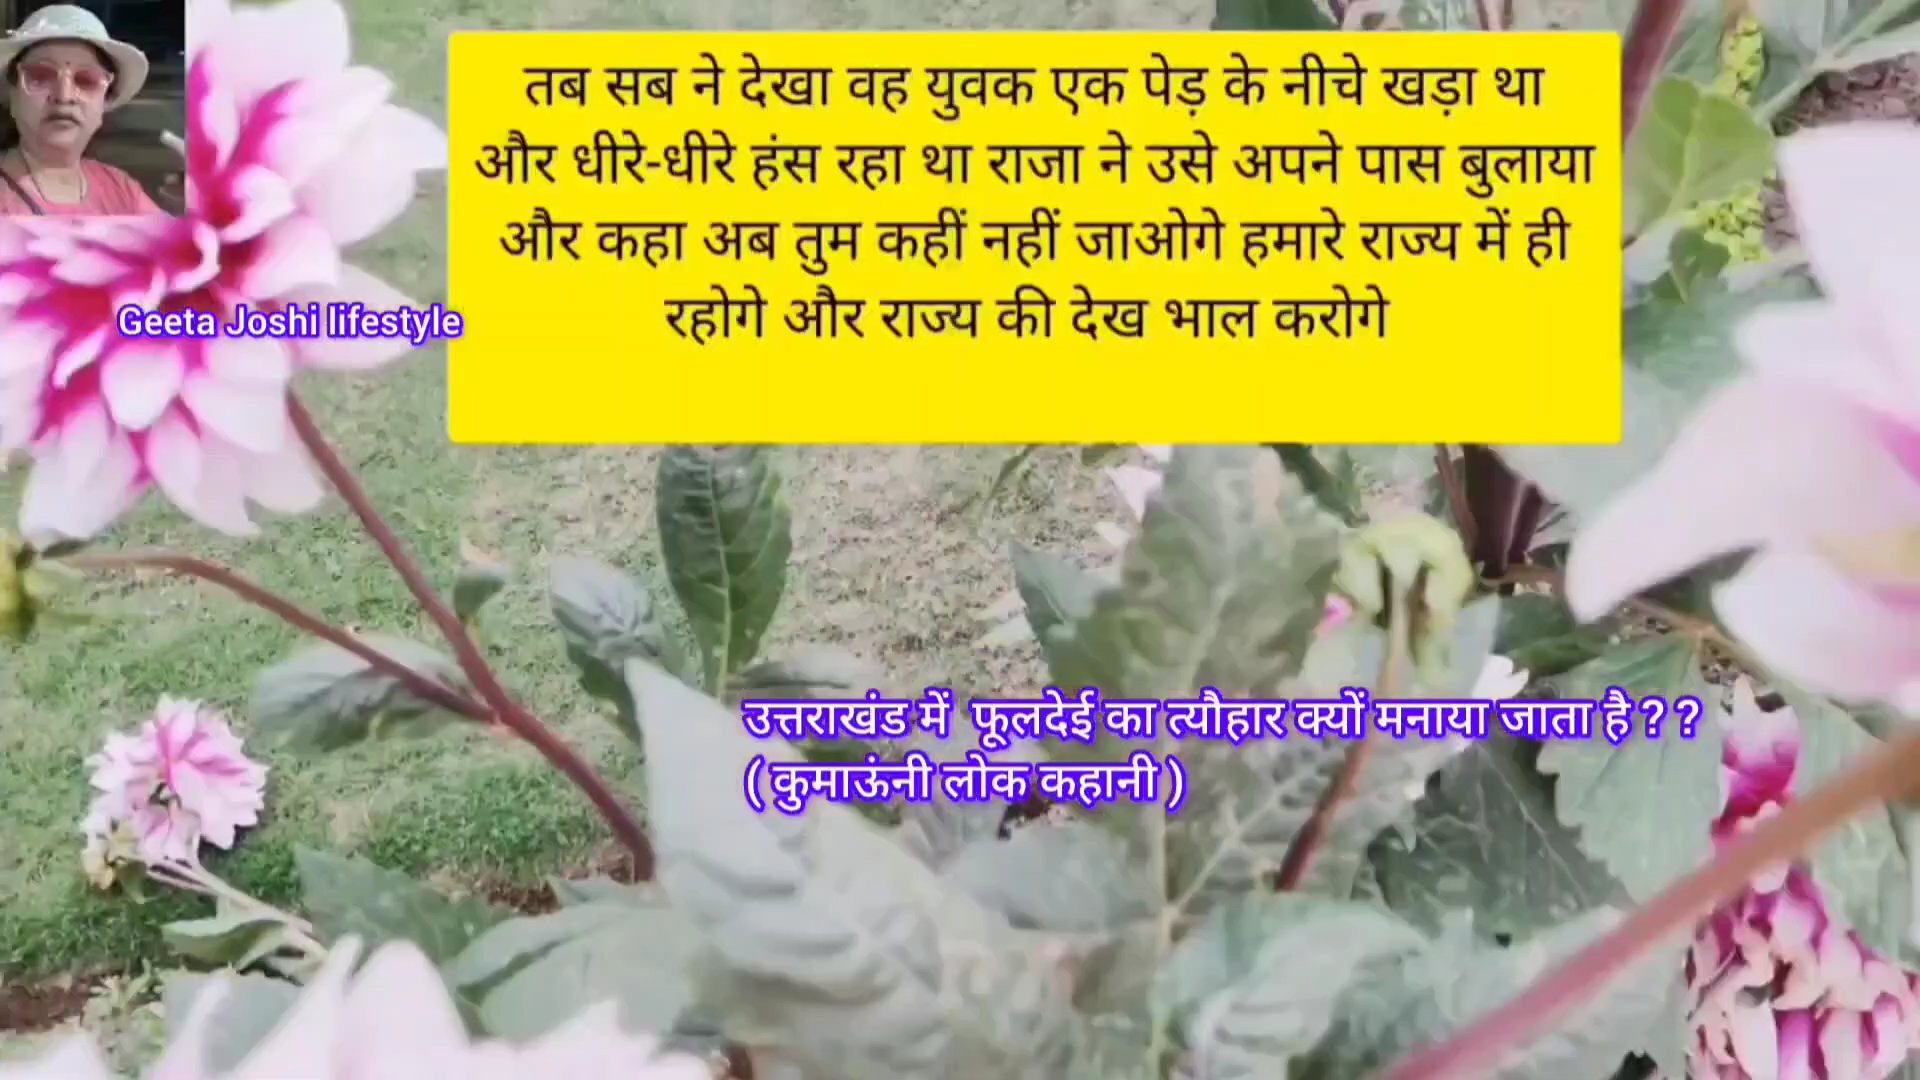 तब सब ने देखा वह युवक एक पेड़ के नीचे खड़ा था
और धीरे-धीरे हंस रहा था राजा ने उसे अपने पास बुलाया
और कहा अब तुम कहीं नहीं जाओगे हमारे राज्य में ही
रहोगे और राज्य की देख भाल करोगे
Geeta Joshi lifestyle
उत्तराखंड में फूलदेई का त्यौहार क्यों मनाया जाता है ? ?
( कुमाऊंनी लोक कहानी )